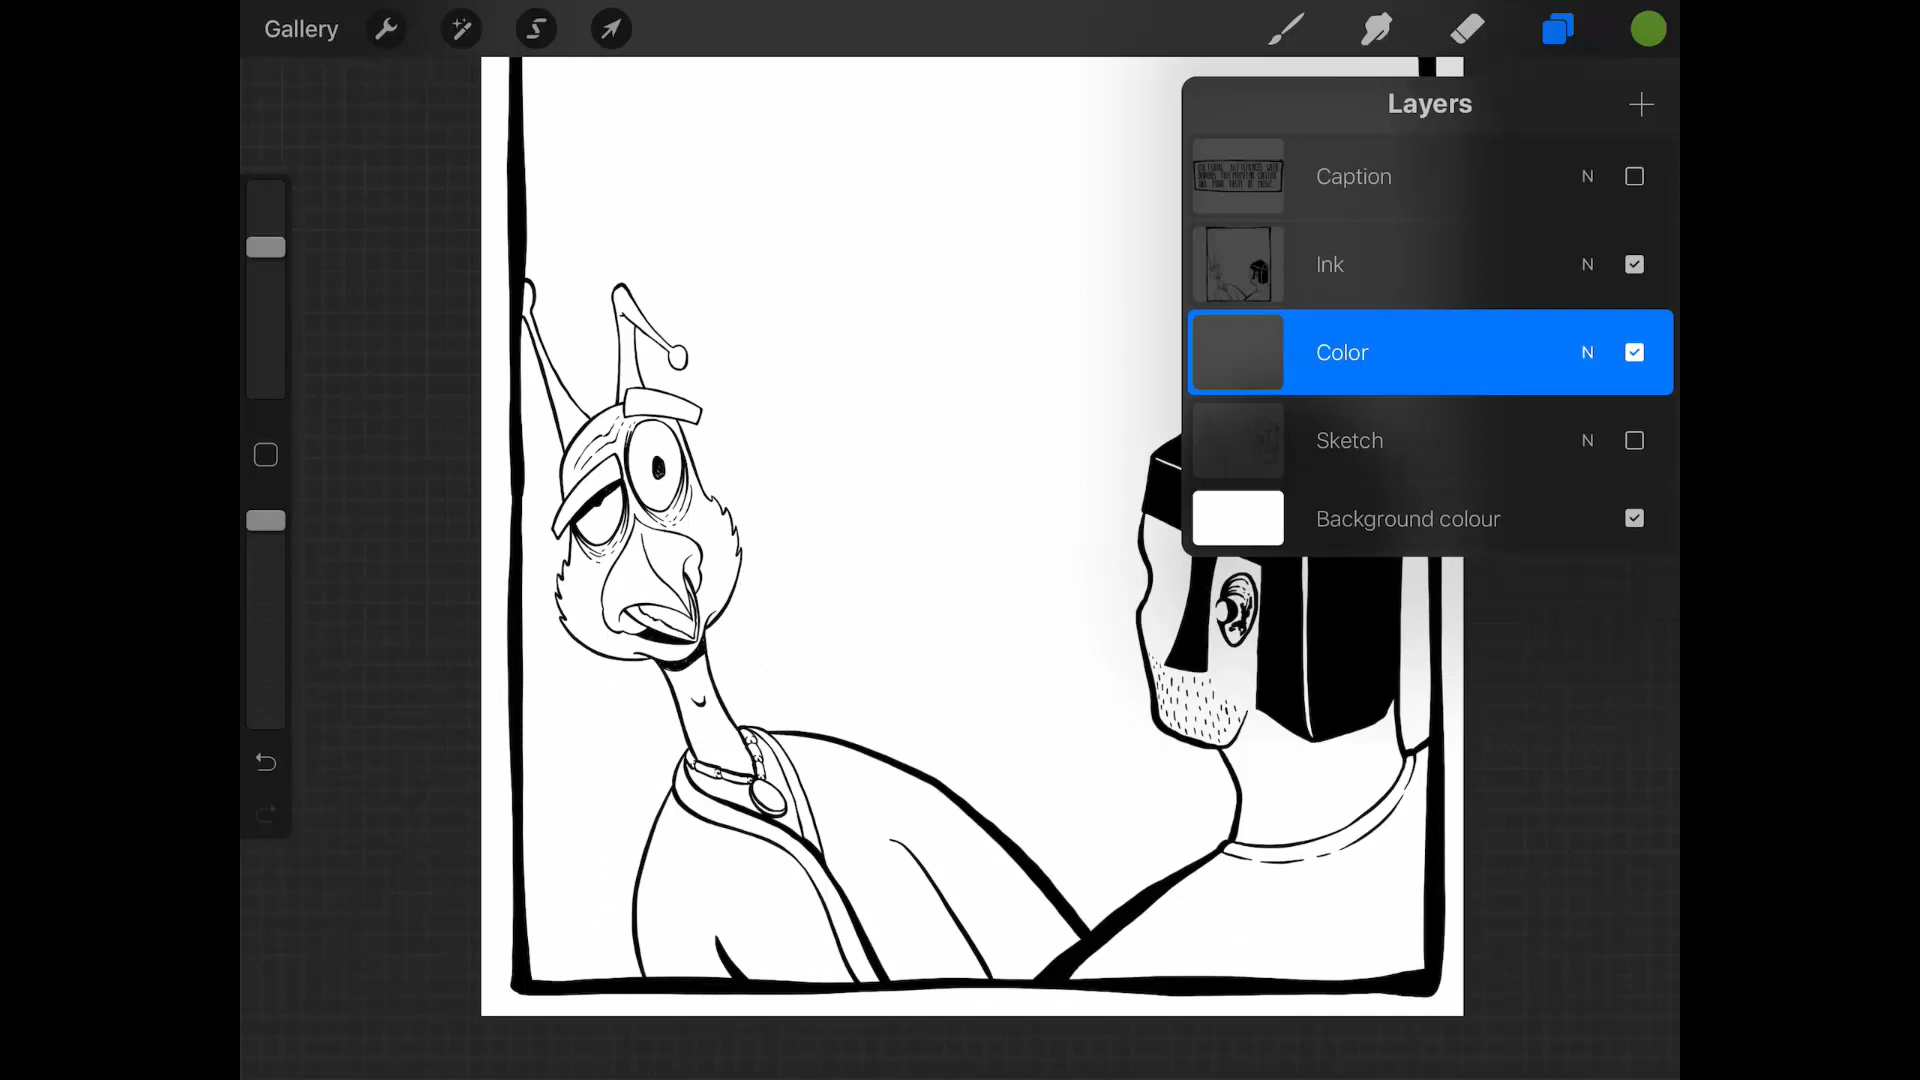 Gallery
Layers
Caption N
Ink N
Color N
Sketch N
Background colour